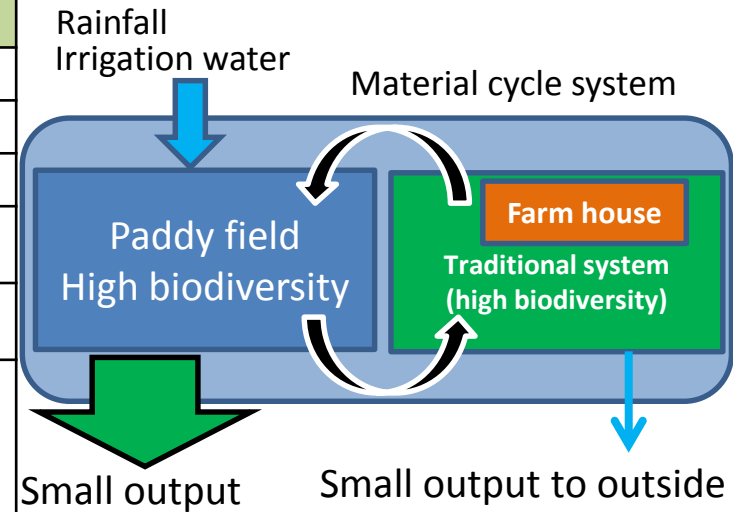 Rainfall
Irrigation water
Material cycle system
Paddy field
High biodiversity
Farm house
Traditional system
(high biodiversity)
Small output
Small output to outside